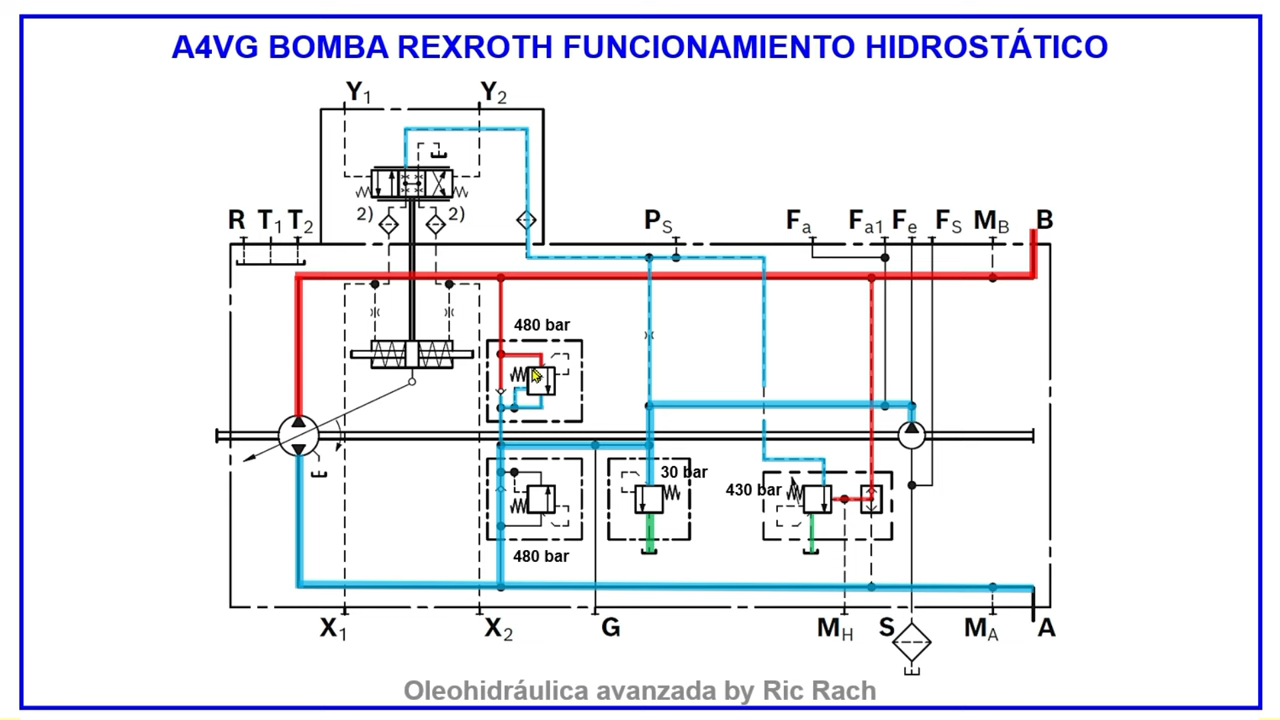 A4VG BOMBA REXROTH FUNCIONAMIENTO HIDROSTÁTICO
Y1 Y2
2) 2)
R T1 T2 PS Fa Fa1 Fe FS MB B
480 bar
30 bar
430 bar
480 bar
X1 X2 G MH S MA A
Oleohidráulica avanzada by Ric Rach